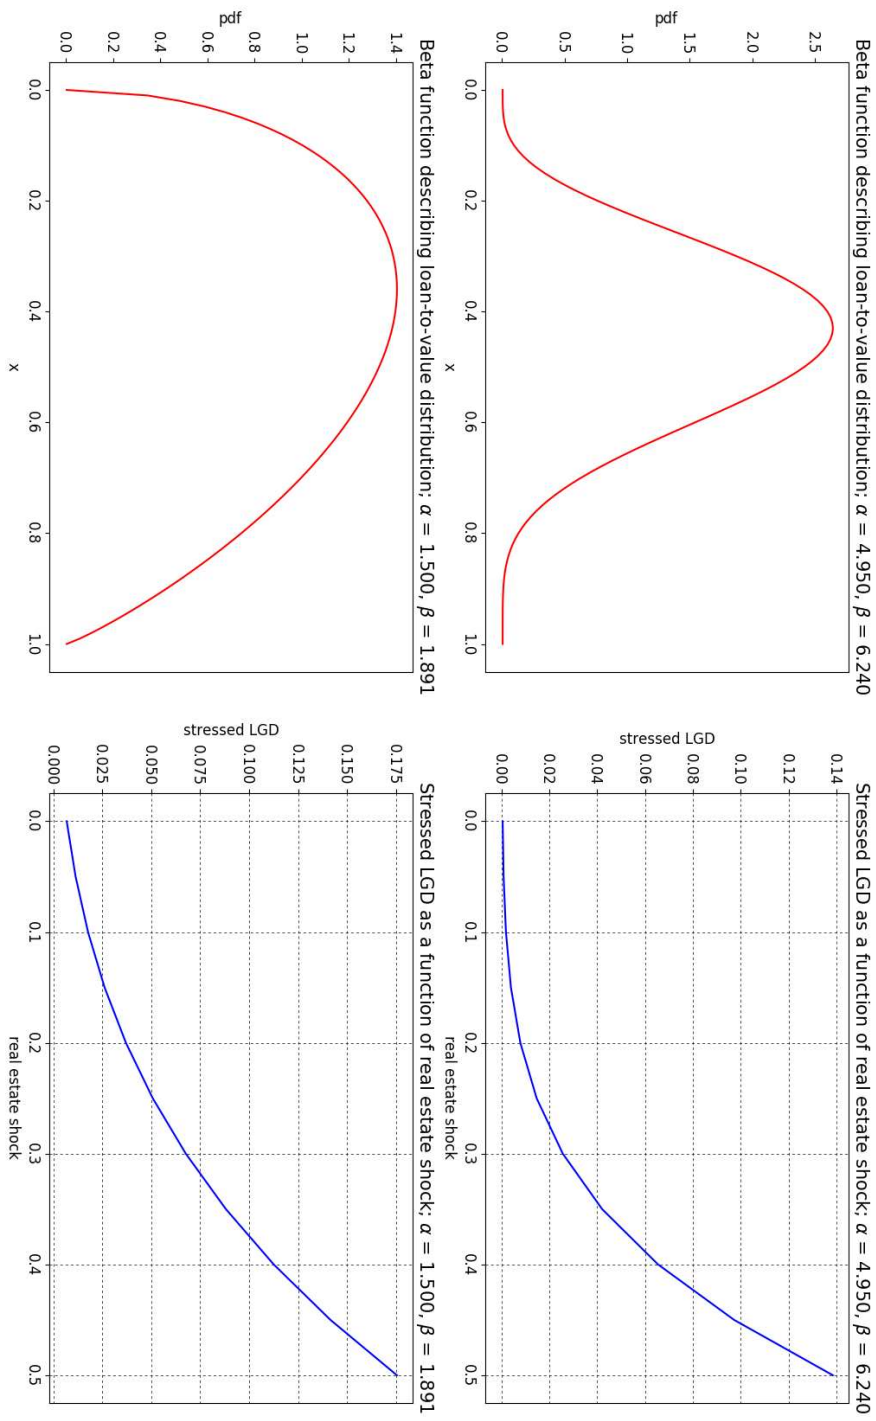 Beta function describing loan-to-value distribution; α = 4.950, β = 6.240
pdf
0.0 0.5 1.0 1.5 2.0 2.5
0.0 0.2 0.4 0.6 0.8 1.0
x
Stressed LGD as a function of real estate shock; α = 4.950, β = 6.240
stressed LGD
0.00 0.02 0.04 0.06 0.08 0.10 0.12 0.14
0.0 0.1 0.2 0.3 0.4 0.5
real estate shock
Beta function describing loan-to-value distribution; α = 1.500, β = 1.891
pdf
0.0 0.2 0.4 0.6 0.8 1.0 1.2 1.4
0.0 0.2 0.4 0.6 0.8 1.0
x
Stressed LGD as a function of real estate shock; α = 1.500, β = 1.891
stressed LGD
0.000 0.025 0.050 0.075 0.100 0.125 0.150 0.175
0.0 0.1 0.2 0.3 0.4 0.5
real estate shock